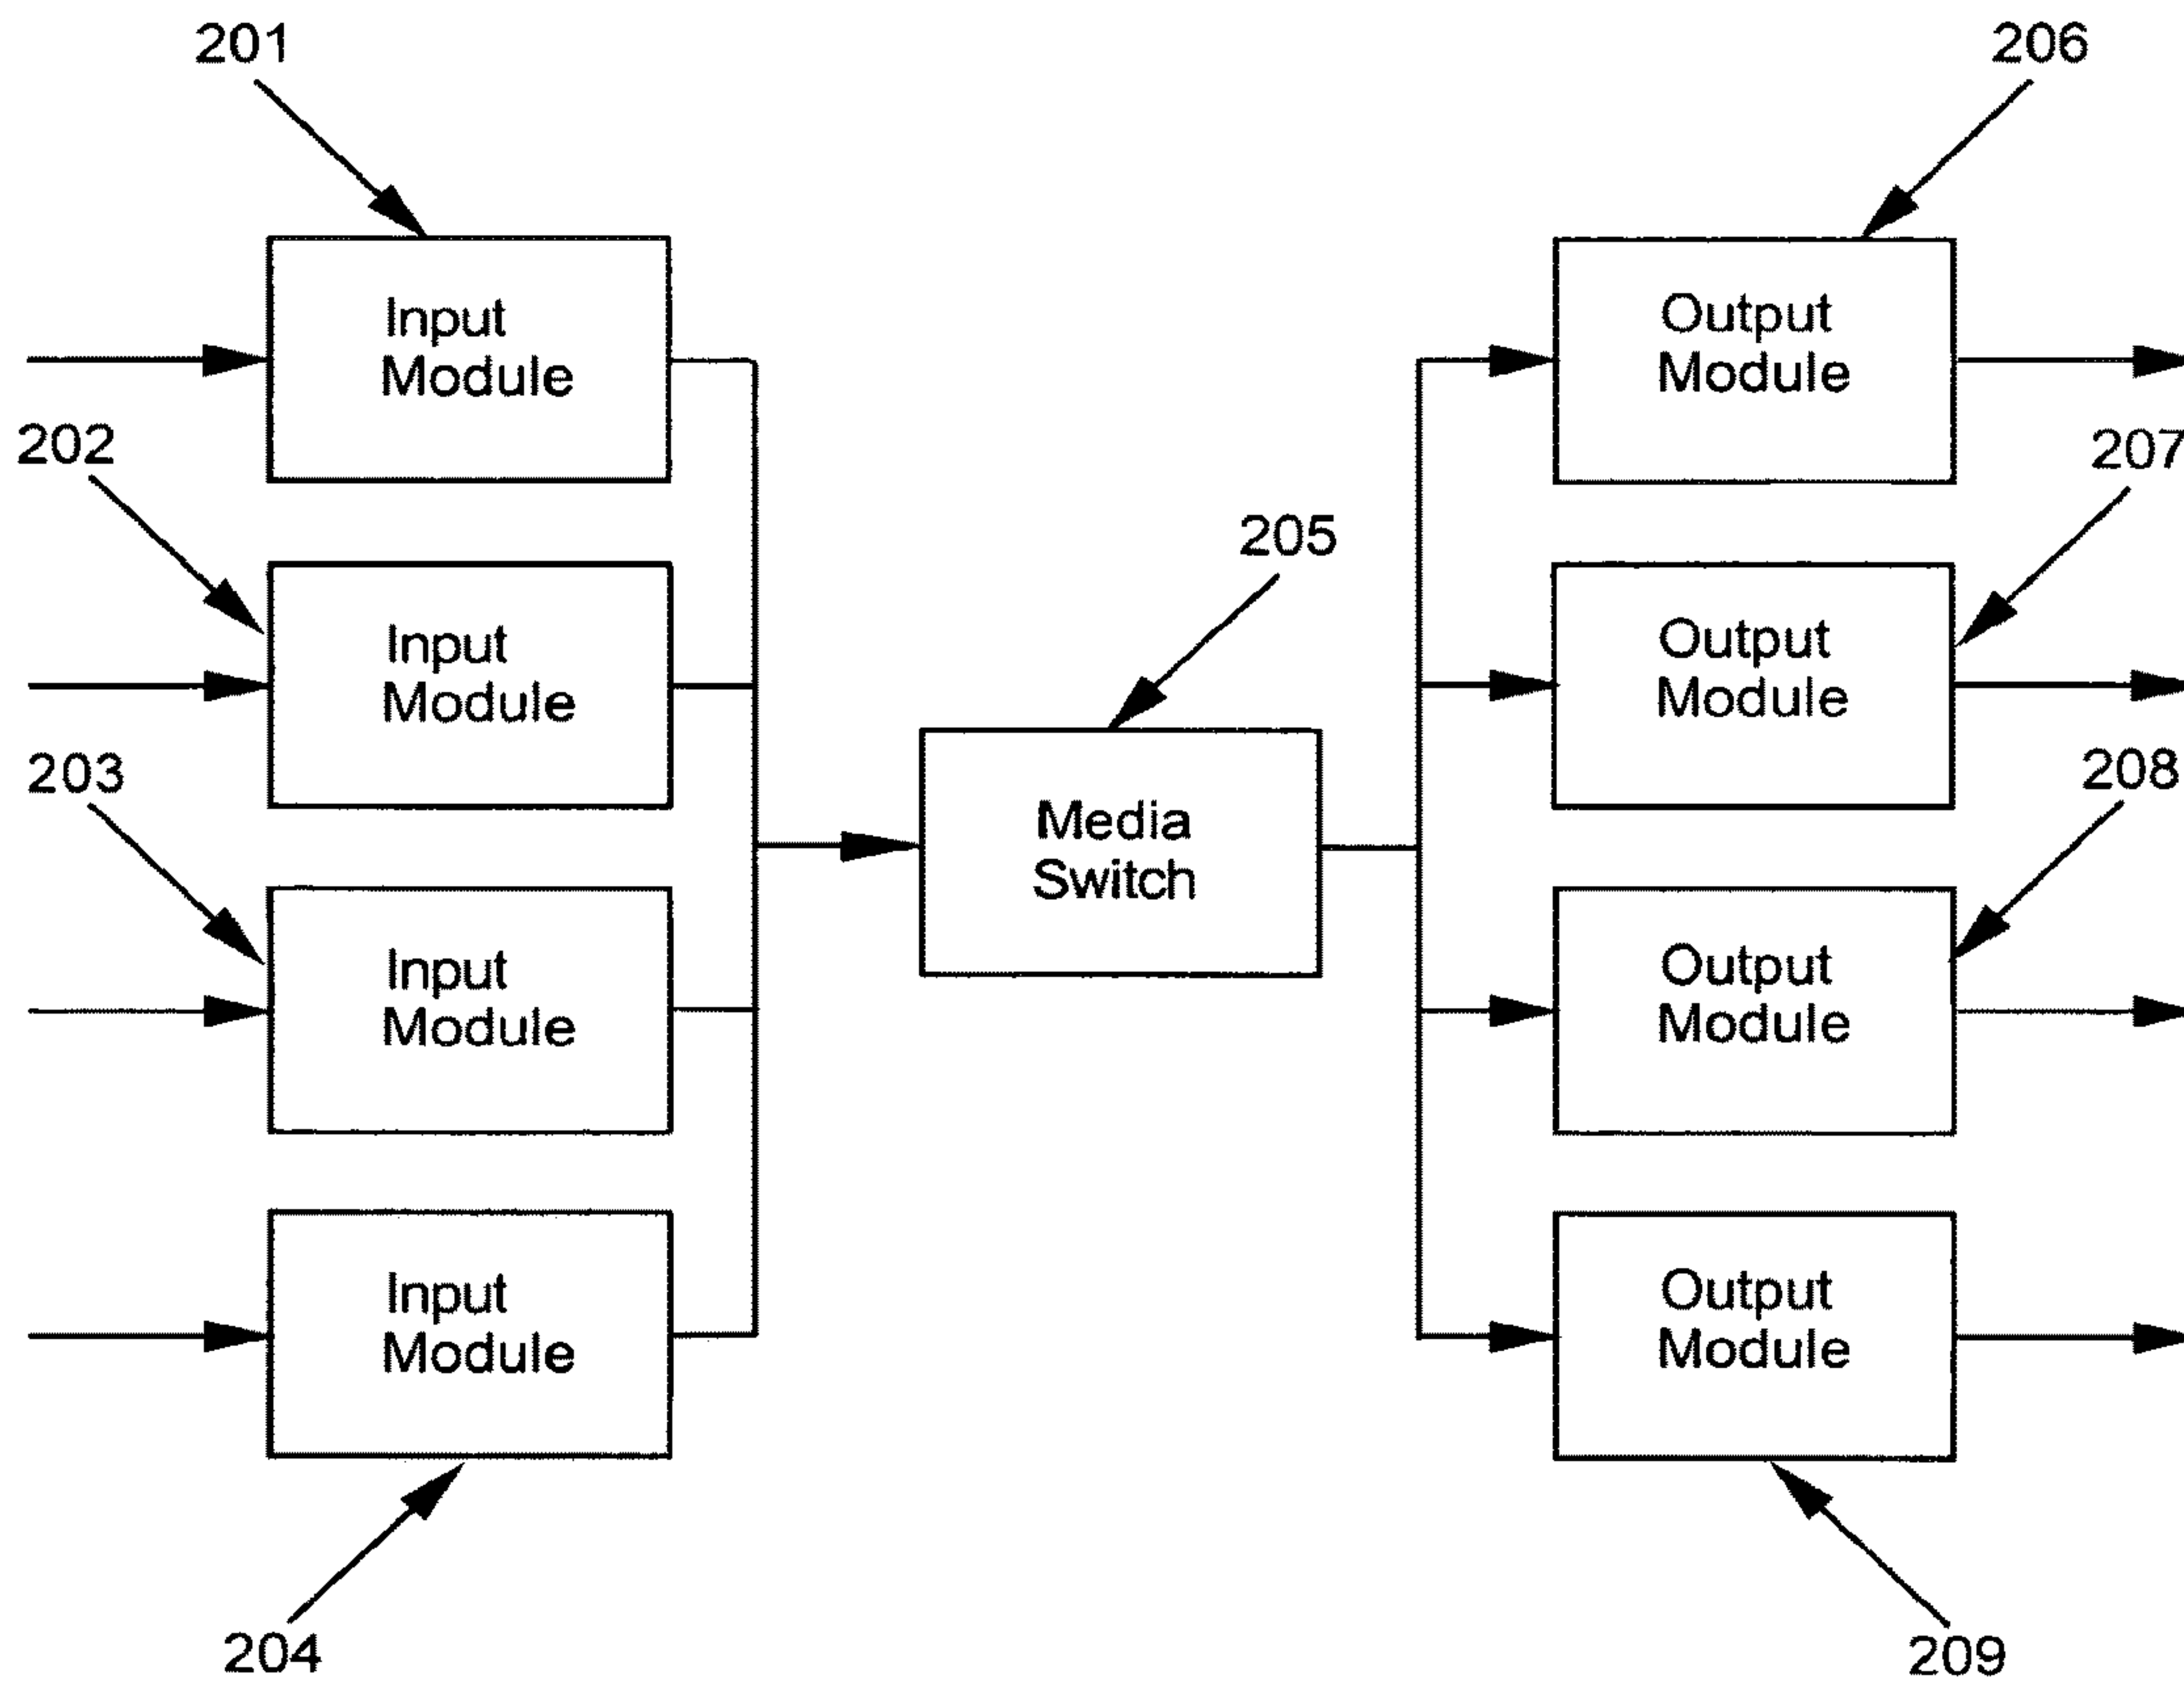 201
206
Input
Module
Output
Module
202
207
205
Input
Module
Output
Module
203
208
Media
Switch
Input
Module
Output
Module
Input
Module
Output
Module
204
209